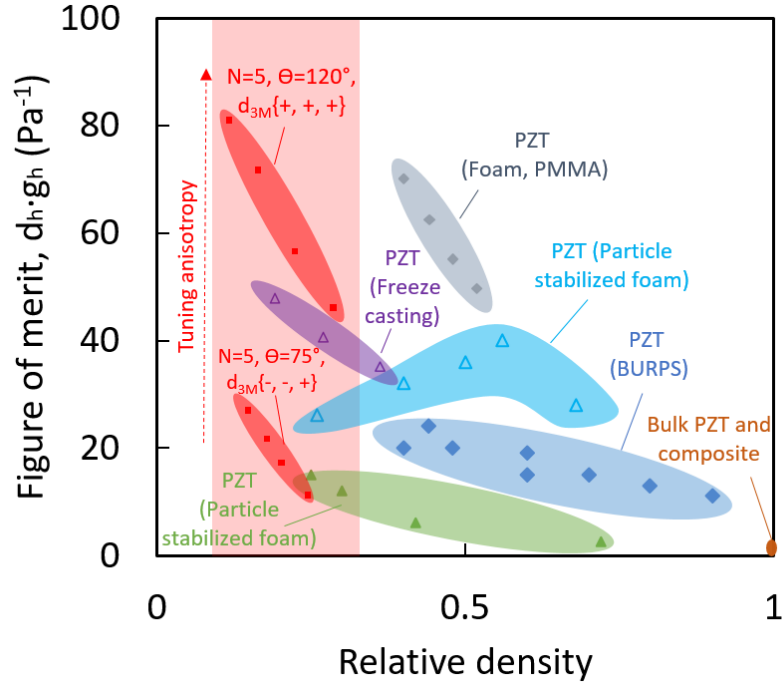 100
80
60
40
20
0
0
0.5
1
Figure of merit, dₕ·gₕ (Pa⁻¹)
Relative density
Tuning anisotropy
N=5, Θ=120°,
d₃ₘ{+, +, +}
PZT
(Foam, PMMA)
PZT
(Freeze
casting)
PZT (Particle
stabilized foam)
N=5, Θ=75°,
d₃ₘ{-, -, +}
PZT
(BURPS)
Bulk PZT and
composite
PZT
(Particle
stabilized foam)